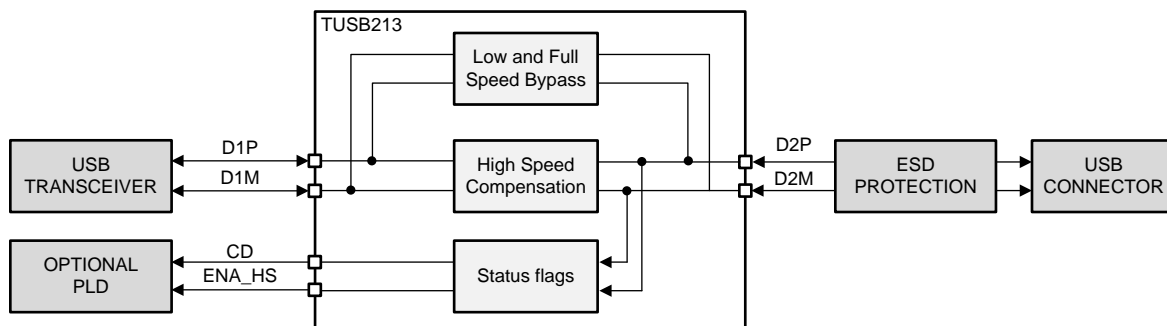 TUSB213
Low and Full
Speed Bypass
D1P
D2P
USB
TRANSCEIVER
High Speed
Compensation
ESD
PROTECTION
USB
CONNECTOR
D1M
D2M
CD
OPTIONAL
PLD
Status flags
ENA_HS